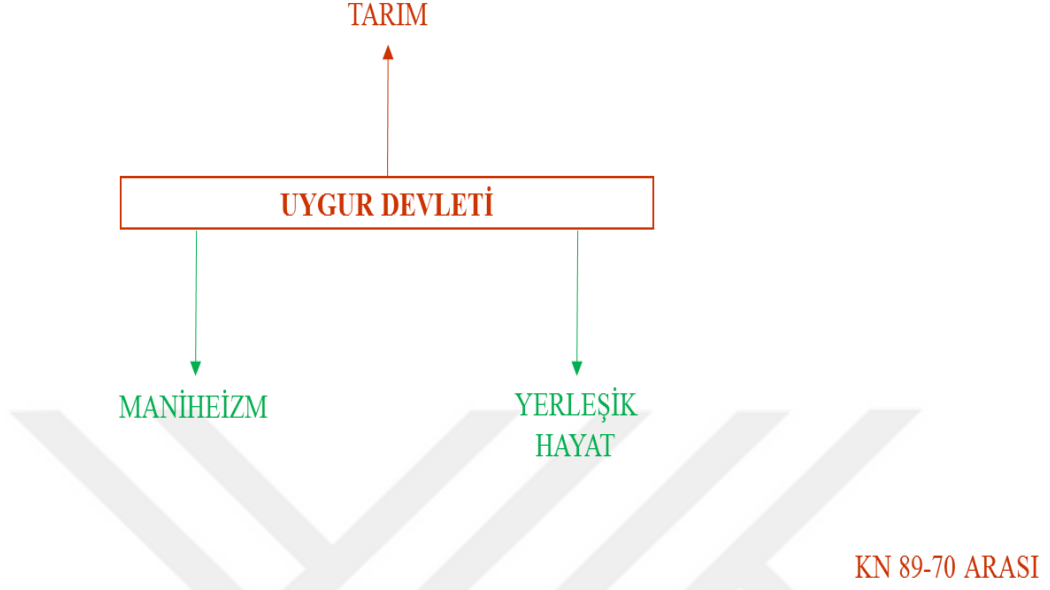 TARIM
UYGUR DEVLETİ
MANİHEİZM
YERLEŞİK
HAYAT
KN 89-70 ARASI